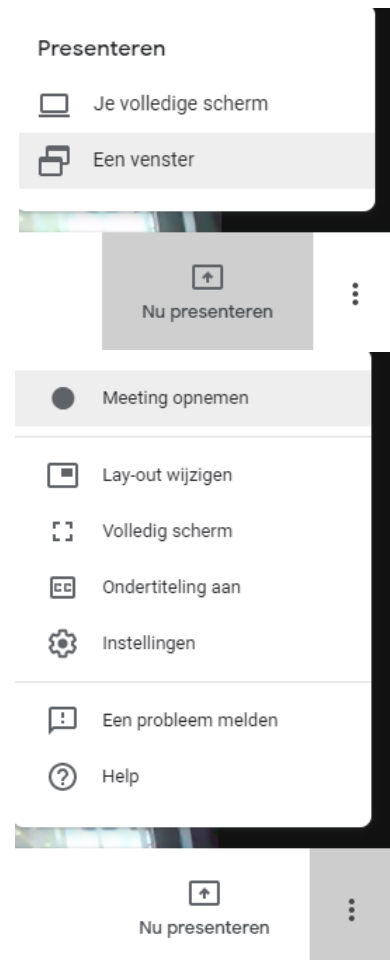 Presenteren
Je volledige scherm
Een venster
Nu presenteren
Meeting opnemen
Lay-out wijzigen
Volledig scherm
CC Ondertiteling aan
Instellingen
Een probleem melden
Help
Nu presenteren